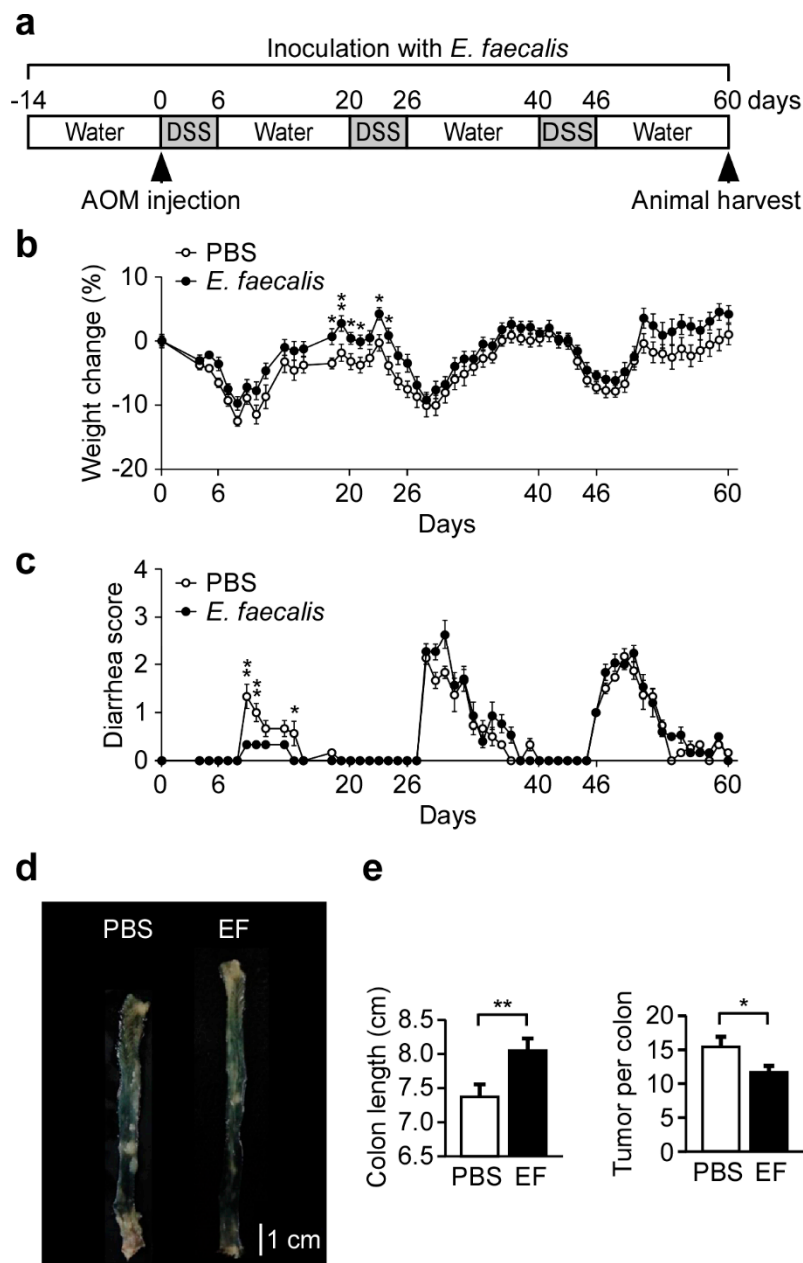 a
Inoculation with E. faecalis
-14 0 6 20 26 40 46 60 days
Water DSS Water DSS Water DSS Water
AOM injection Animal harvest
b
PBS
E. faecalis
Weight change (%)
10
0
-10
-20
* ** * * * *
0 6 20 26 40 46 60
Days
c
PBS
E. faecalis
Diarrhea score
4
3
2
1
0
** ** *
0 6 20 26 40 46 60
Days
d
PBS EF
1 cm
e
Colon length (cm)
8.5
8.0
7.5
7.0
6.5
**
PBS EF
Tumor per colon
20
15
10
5
0
*
PBS EF